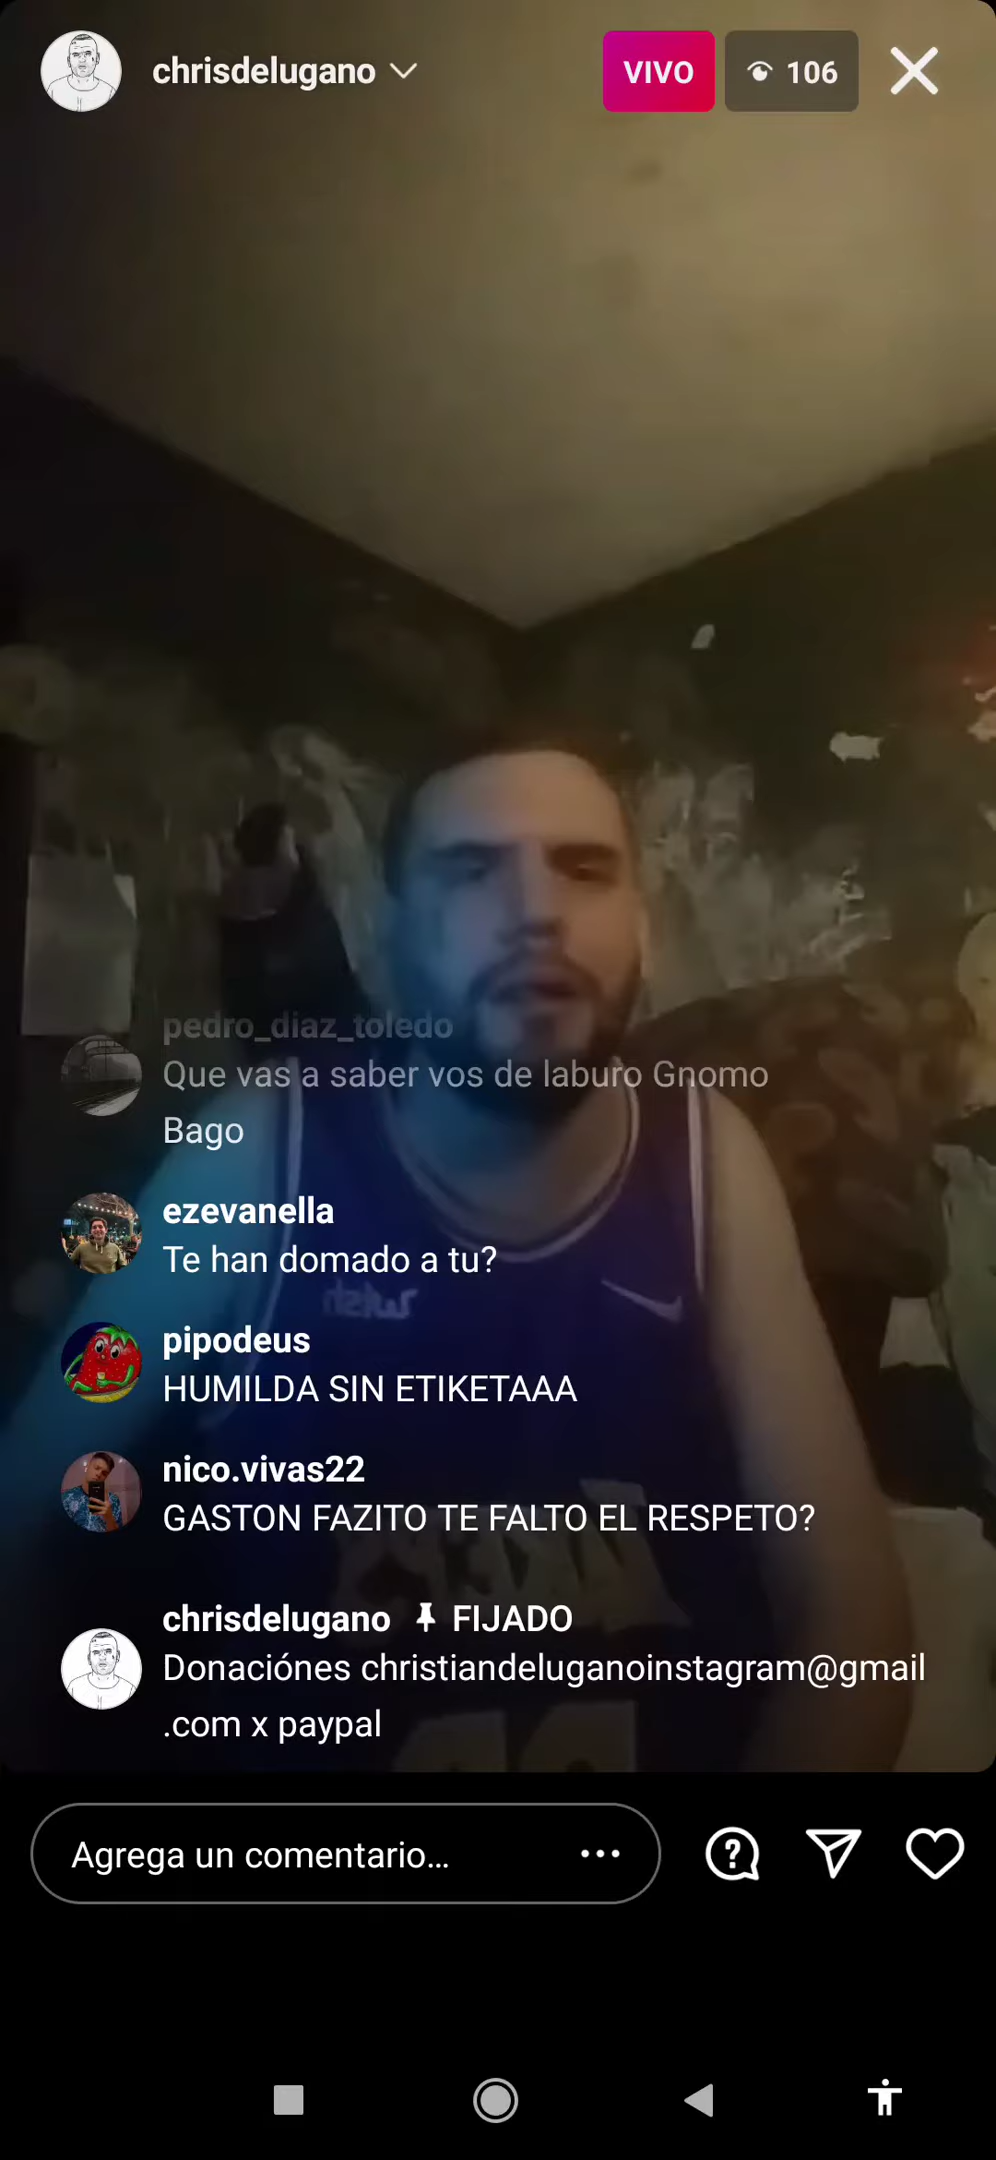 chrisdelugano
VIVO
106
pedro_diaz_toledo
Que vas a saber vos de laburo Gnomo
Bago
ezevanella
Te han domado a tu?
pipodeus
HUMILDA SIN ETIKETAAA
nico.vivas22
GASTON FAZITO TE FALTO EL RESPETO?
chrisdelugano FIJADO
Donaciónes christiandeluganoinstagram@gmail
.com x paypal
Agrega un comentario...